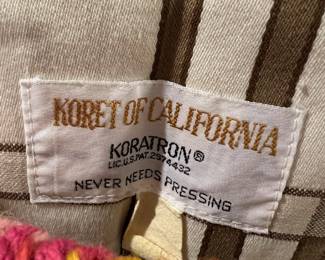 KORET OF CALIFORNIA
KORATRON®
LIC. U.S. PAT. 2974432
NEVER NEEDS PRESSING